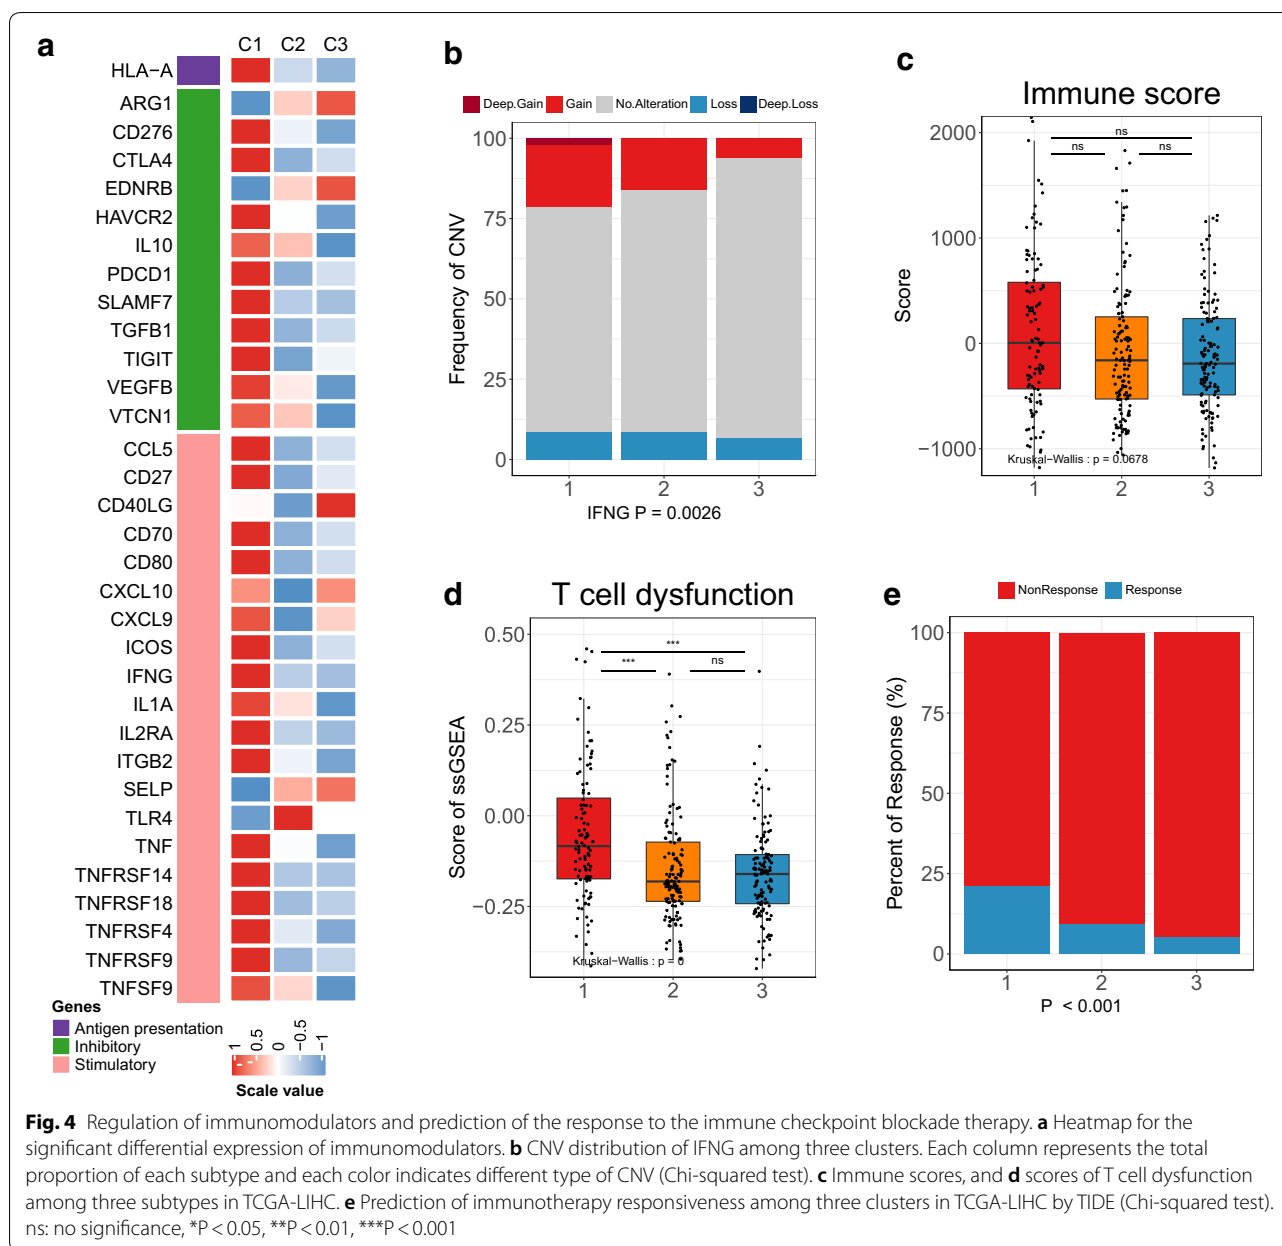 a
C1 C2 C3
HLA−A
ARG1
CD276
CTLA4
EDNRB
HAVCR2
IL10
PDCD1
SLAMF7
TGFB1
TIGIT
VEGFB
VTCN1
CCL5
CD27
CD40LG
CD70
CD80
CXCL10
CXCL9
ICOS
IFNG
IL1A
IL2RA
ITGB2
SELP
TLR4
TNF
TNFRSF14
TNFRSF18
TNFRSF4
TNFRSF9
TNFSF9
Genes
Antigen presentation
Inhibitory
Stimulatory
1 0.5 0 −0.5 −1
Scale value
b
Deep.Gain Gain No.Alteration Loss Deep.Loss
Frequency of CNV
100
75
50
25
0
1 2 3
IFNG P = 0.0026
c
Immune score
Score
2000
1000
0
−1000
ns
ns ns
Kruskal−Wallis : p = 0.0678
1 2 3
d
T cell dysfunction
Score of ssGSEA
0.50
0.25
0.00
−0.25
***
*** ns
Kruskal−Wallis : p = 0
1 2 3
e
NonResponse Response
Percent of Response (%)
100
75
50
25
0
1 2 3
P < 0.001
Fig. 4 Regulation of immunomodulators and prediction of the response to the immune checkpoint blockade therapy. a Heatmap for the
significant differential expression of immunomodulators. b CNV distribution of IFNG among three clusters. Each column represents the total
proportion of each subtype and each color indicates different type of CNV (Chi-squared test). c Immune scores, and d scores of T cell dysfunction
among three subtypes in TCGA-LIHC. e Prediction of immunotherapy responsiveness among three clusters in TCGA-LIHC by TIDE (Chi-squared test).
ns: no significance, *P < 0.05, **P < 0.01, ***P < 0.001